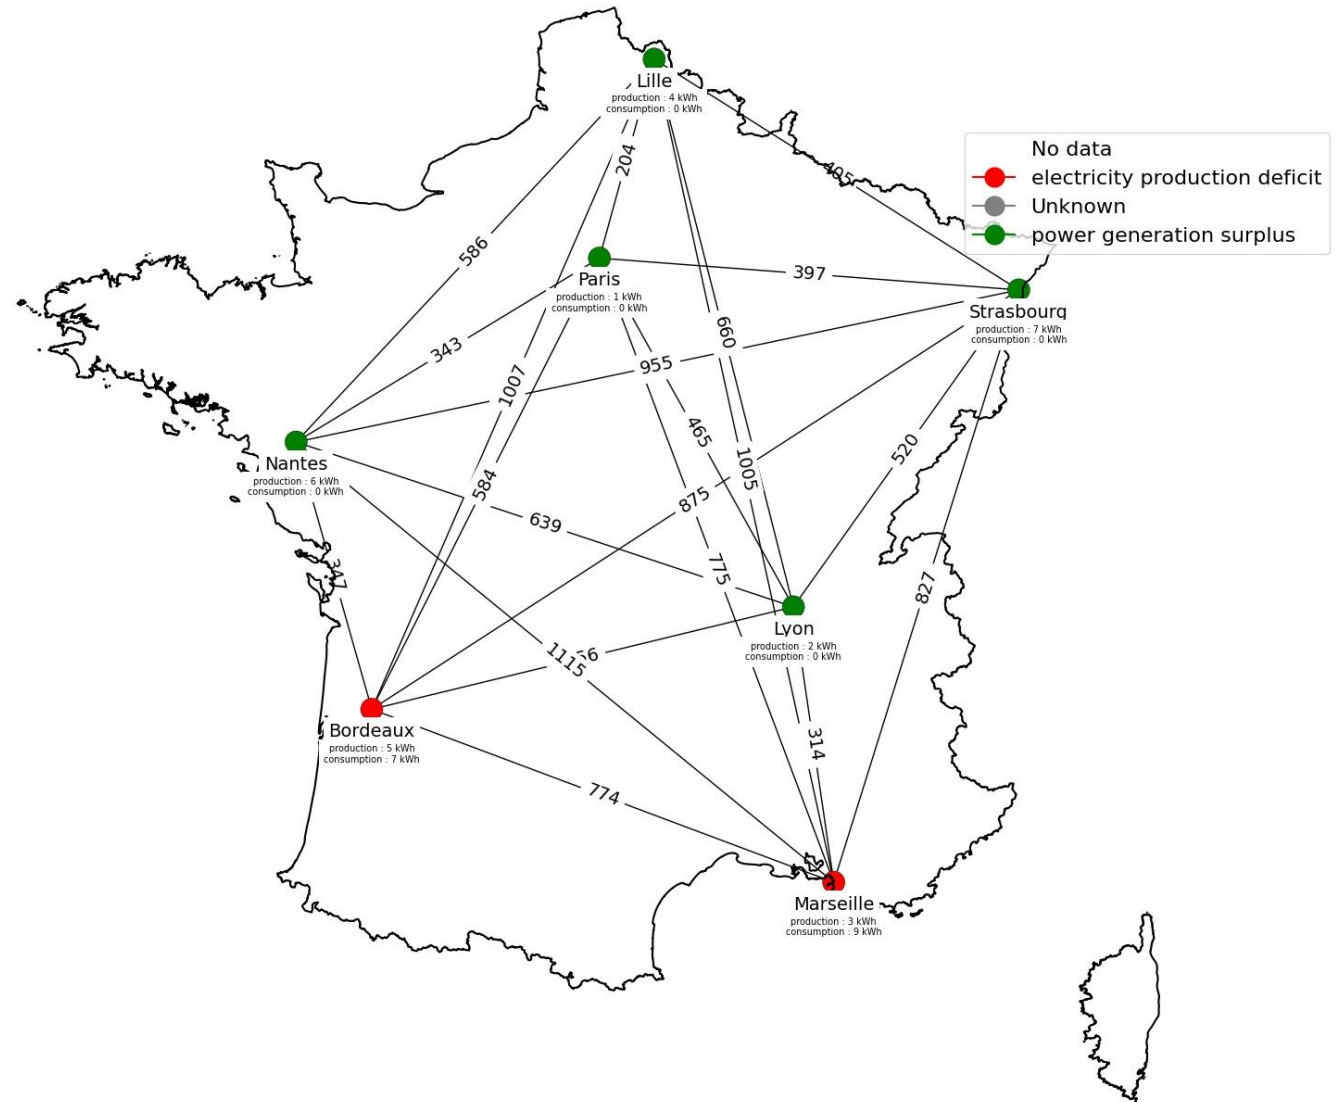 Lille
production : 4 kWh
consumption : 0 kWh
No data
electricity production deficit
Unknown
power generation surplus
204
405
586
Paris
production : 1 kWh
consumption : 0 kWh
397
Strasbourg
production : 7 kWh
consumption : 0 kWh
660
343
955
1007
465
520
Nantes
production : 6 kWh
consumption : 0 kWh
584
1005
875
639
347
775
827
Lyon
production : 2 kWh
consumption : 0 kWh
1115
6
Bordeaux
production : 5 kWh
consumption : 7 kWh
314
774
Marseille
production : 3 kWh
consumption : 9 kWh